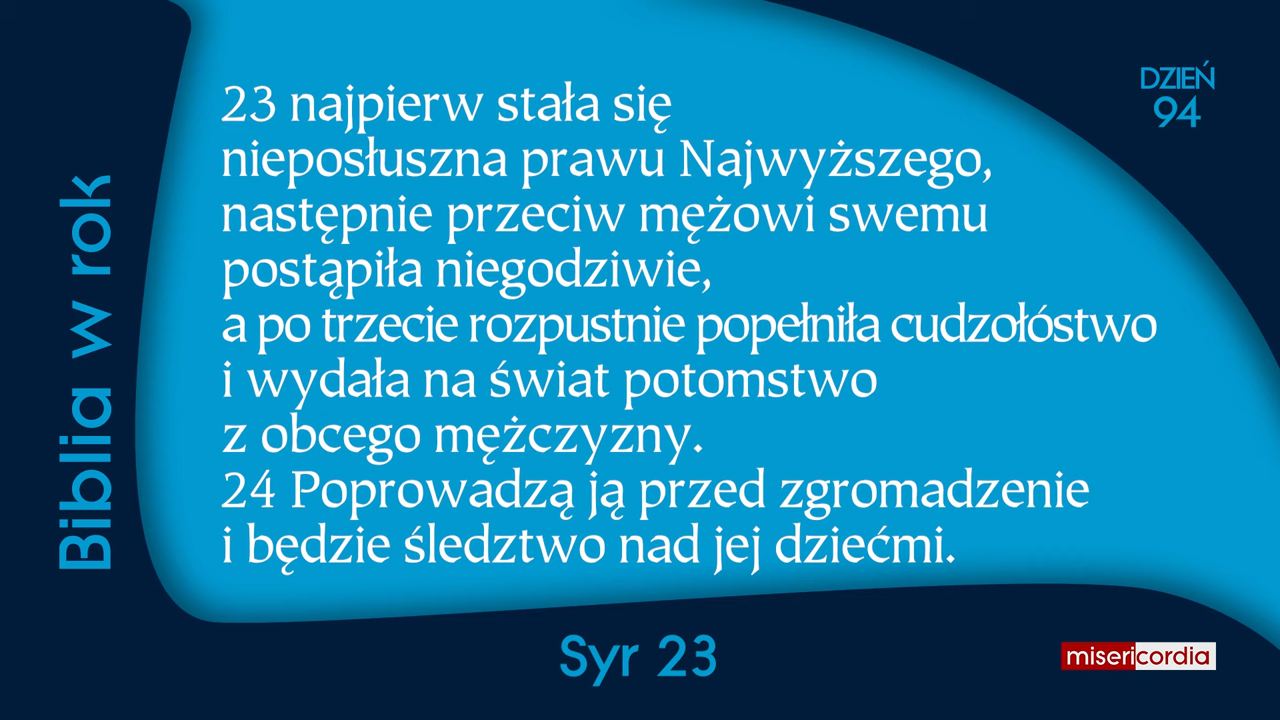 DZIEŃ
94
23 najpierw stała się
nieposłuszna prawu Najwyższego,
następnie przeciw mężowi swemu
postąpiła niegodziwie,
a po trzecie rozpustnie popełniła cudzołóstwo
i wydała na świat potomstwo
z obcego mężczyzny.
24 Poprowadzą ją przed zgromadzenie
i będzie śledztwo nad jej dziećmi.
Biblia w rok
Syr 23
misericordia